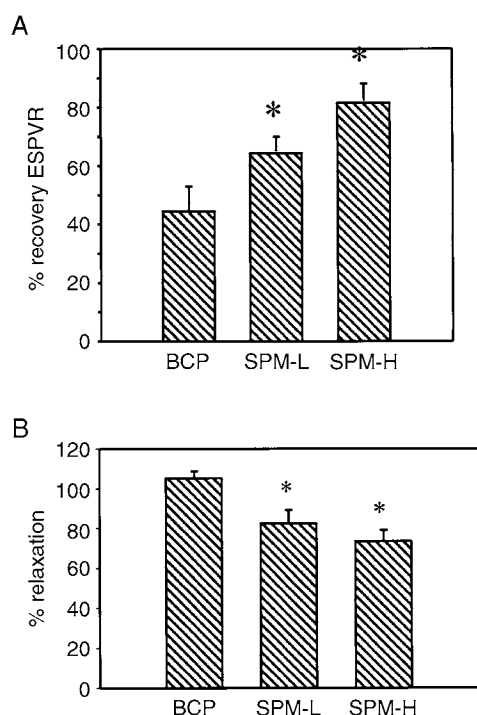 A
% recovery ESPVR
100
80
60
40
20
0
*
*
BCP SPM-L SPM-H
B
% relaxation
120
100
80
60
40
20
0
*
*
BCP SPM-L SPM-H